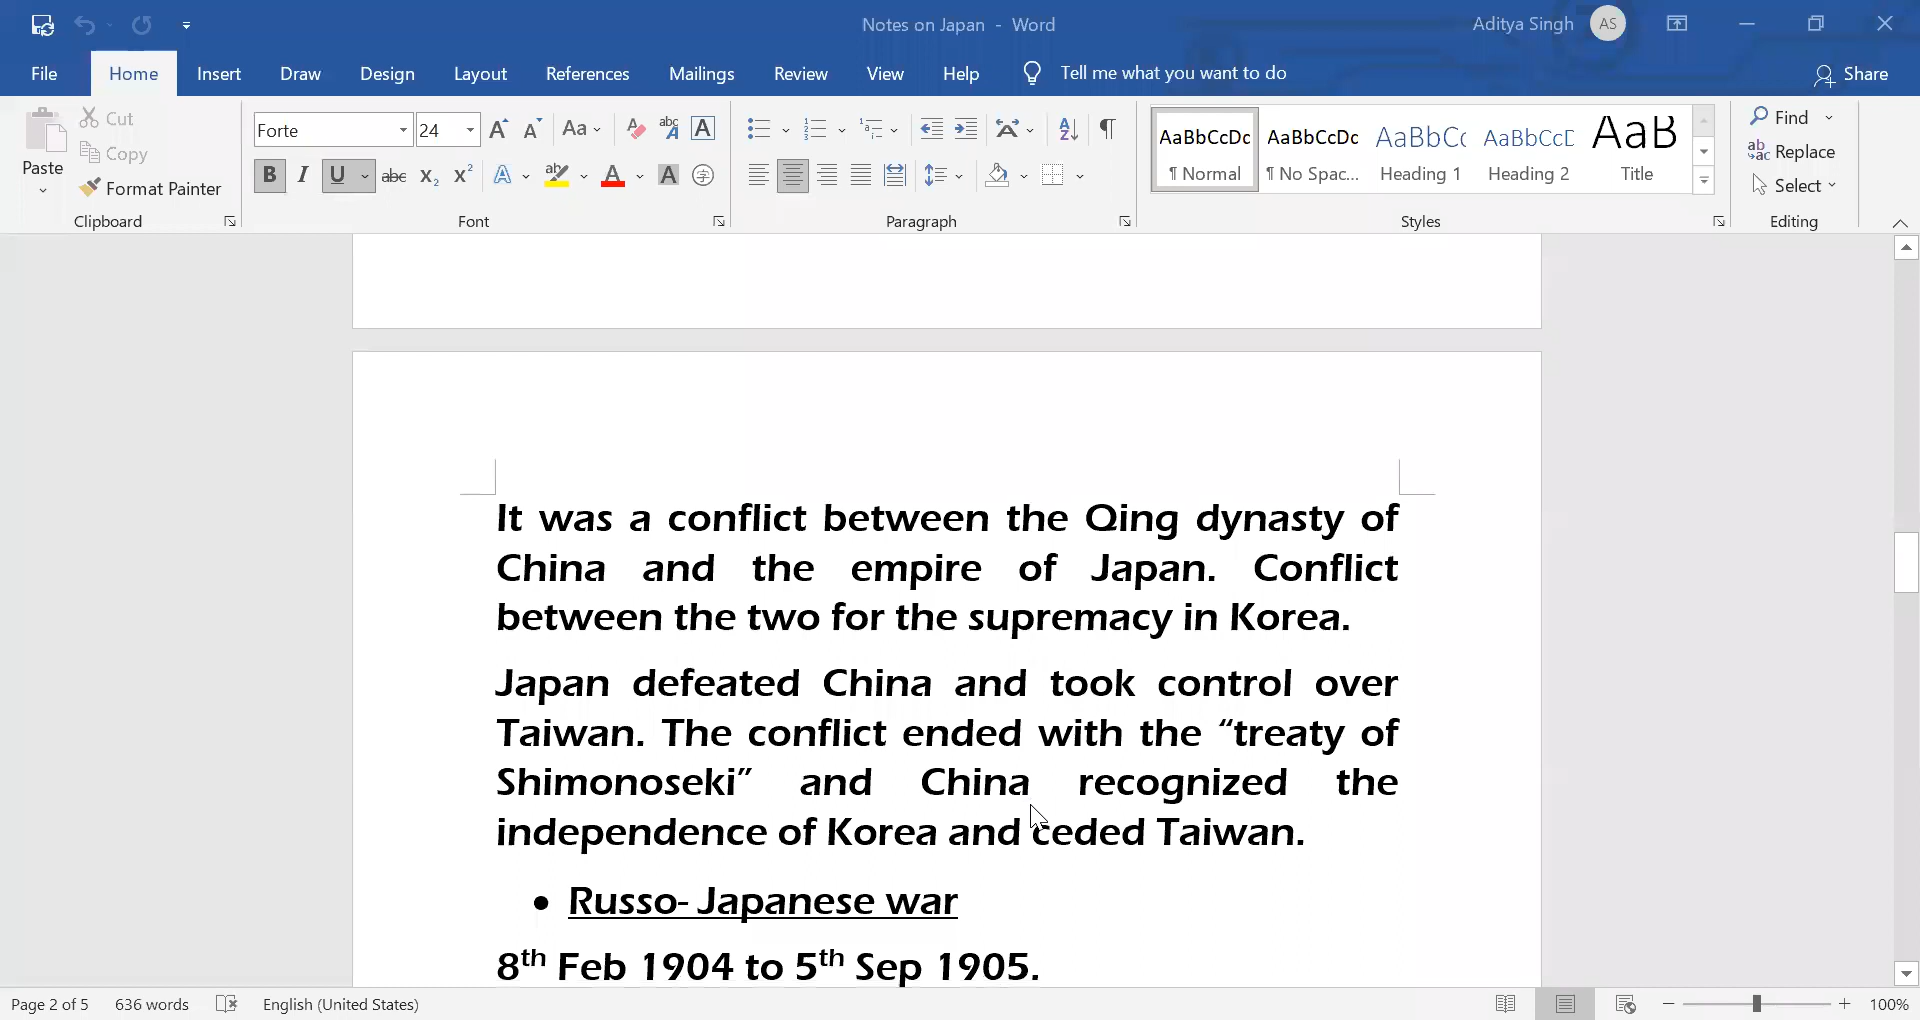 Notes on Japan - Word
Aditya Singh AS
File Home Insert Draw Design Layout References Mailings Review View Help Tell me what you want to do Share
Paste
Cut
Copy
Format Painter
Clipboard
Forte 24
Font
Paragraph
AaBbCcDc AaBbCcDc AaBbCc AaBbCcD AaB
¶ Normal ¶ No Spac... Heading 1 Heading 2 Title
Styles
Find
Replace
Select
Editing
It was a conflict between the Qing dynasty of
China and the empire of Japan. Conflict
between the two for the supremacy in Korea.
Japan defeated China and took control over
Taiwan. The conflict ended with the “treaty of
Shimonoseki” and China recognized the
independence of Korea and ceded Taiwan.
• Russo- Japanese war
8th Feb 1904 to 5th Sep 1905.
Page 2 of 5 636 words English (United States) 100%